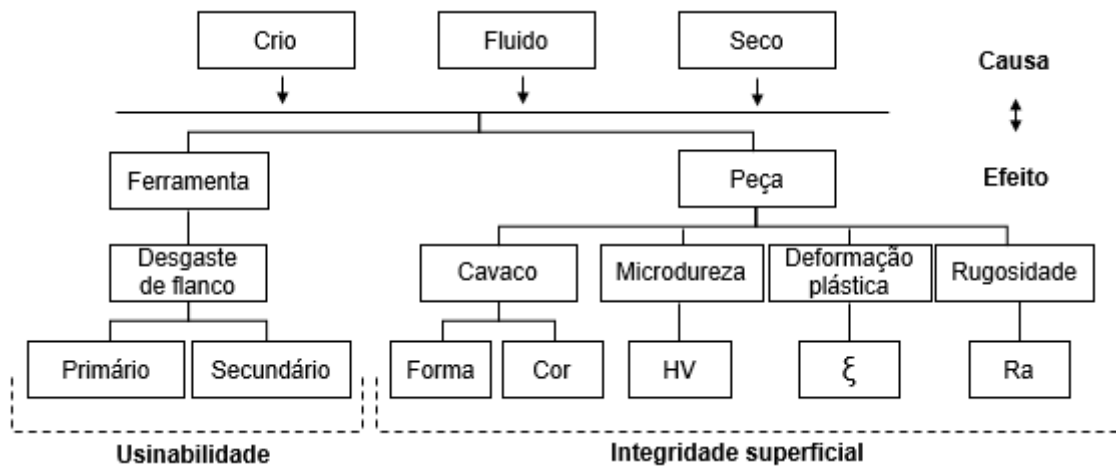 Crio
Fluido
Seco
Causa
Efeito
Ferramenta
Peça
Desgaste
de flanco
Cavaco
Microdureza
Deformação
plástica
Rugosidade
Primário
Secundário
Forma
Cor
HV
ξ
Ra
Usinabilidade
Integridade superficial